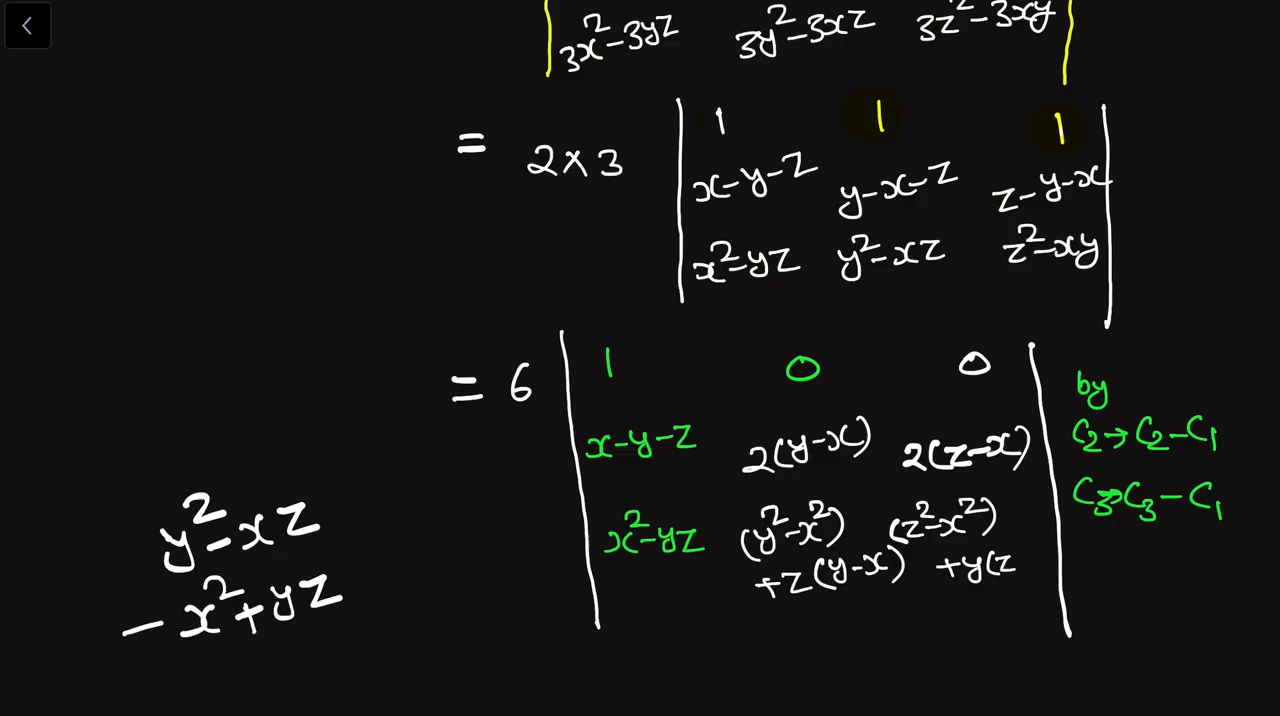 3x²-3yz 3y²-3xz 3z²-3xy
= 2×3 | 1 1 1 |
x-y-z y-x-z z-y-x
x²-yz y²-xz z²-xy
= 6 | 1 0 0 | by
x-y-z 2(y-x) 2(z-x) C₂→C₂-C₁
x²-yz (y²-x²) (z²-x²) C₃→C₃-C₁
+z(y-x) +y(z
y²-xz
-x²+yz